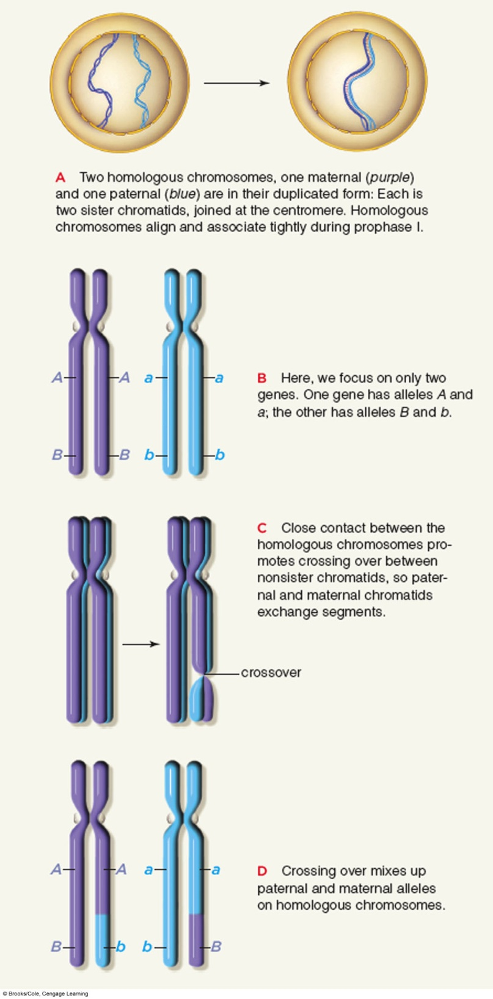 A Two homologous chromosomes, one maternal (purple)
and one paternal (blue) are in their duplicated form: Each is
two sister chromatids, joined at the centromere. Homologous
chromosomes align and associate tightly during prophase I.
A A a a
B Here, we focus on only two
genes. One gene has alleles A and
a; the other has alleles B and b.
B B b b
C Close contact between the
homologous chromosomes pro-
motes crossing over between
nonsister chromatids, so pater-
nal and maternal chromatids
exchange segments.
crossover
A A a a
D Crossing over mixes up
paternal and maternal alleles
on homologous chromosomes.
B b b B
© Brooks/Cole, Cengage Learning